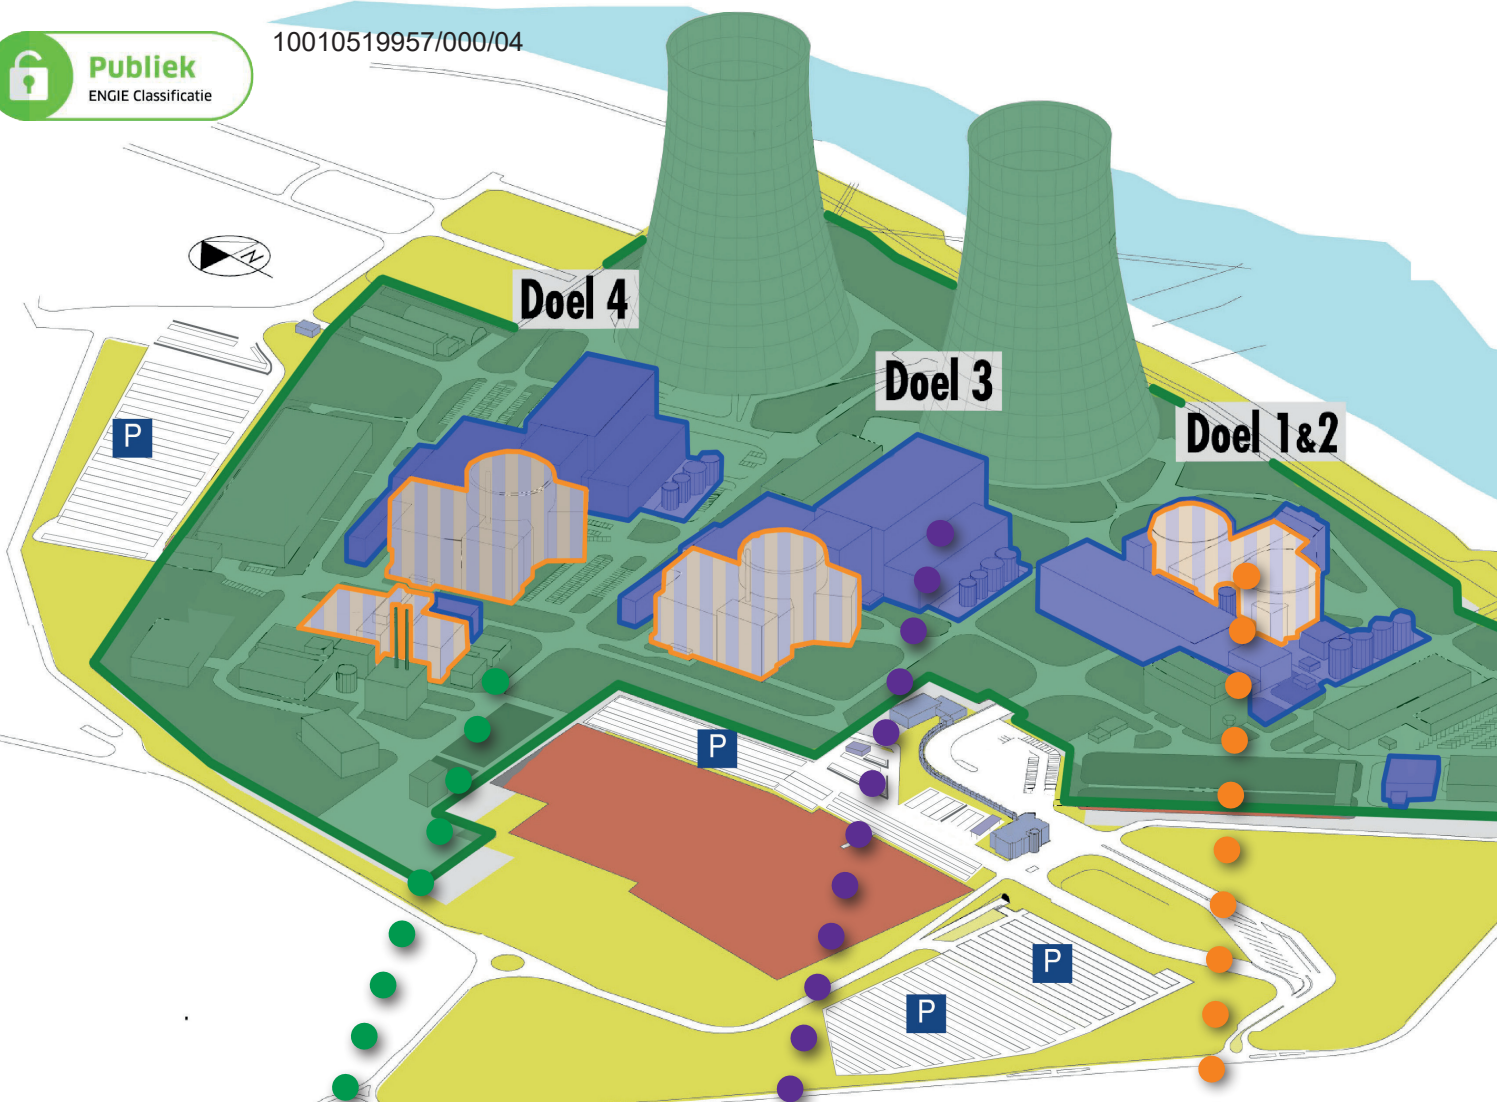 10010519957/000/04
Publiek
ENGIE Classificatie
N
Doel 4
Doel 3
Doel 1&2
P
P
P
P